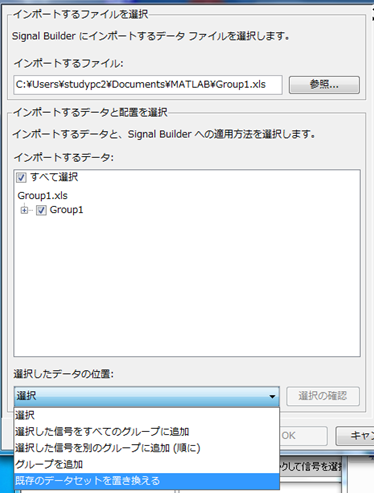 インポートするファイルを選択
Signal Builder にインポートするデータ ファイルを選択します。
インポートするファイル:
C:¥Users¥studypc2¥Documents¥MATLAB¥Group1.xls
参照...
インポートするデータと配置を選択
インポートするデータと、Signal Builder への適用方法を選択します。
インポートするデータ:
すべて選択
Group1.xls
Group1
選択したデータの位置:
選択
選択の確認
選択
選択した信号をすべてのグループに追加
選択した信号を別のグループに追加 (順に)
グループを追加
既存のデータセットを置き換える
OK
キャン
して信号を選択